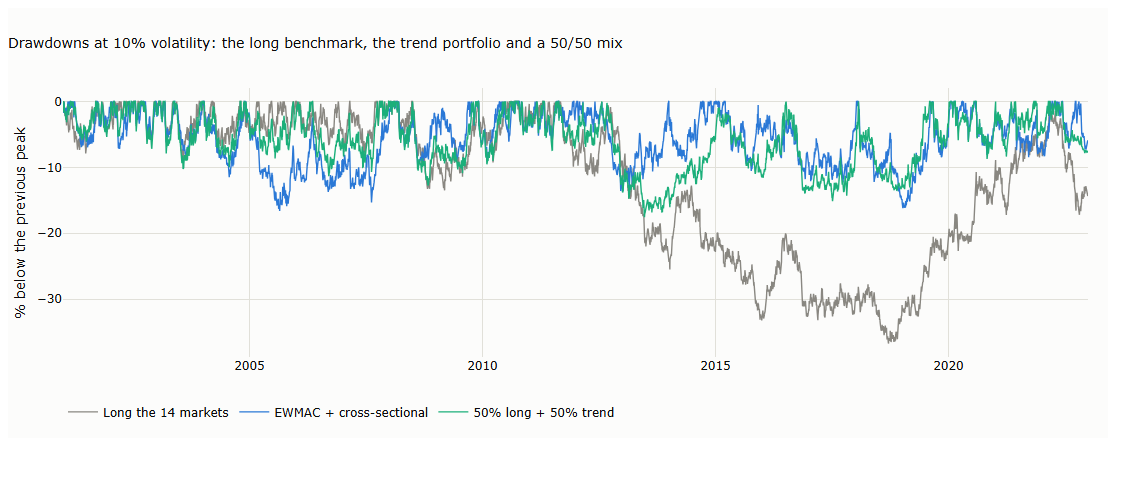 Drawdowns at 10% volatility: the long benchmark, the trend portfolio and a 50/50 mix
% below the previous peak
0
−10
−20
−30
2005 2010 2015 2020
Long the 14 markets EWMAC + cross-sectional 50% long + 50% trend